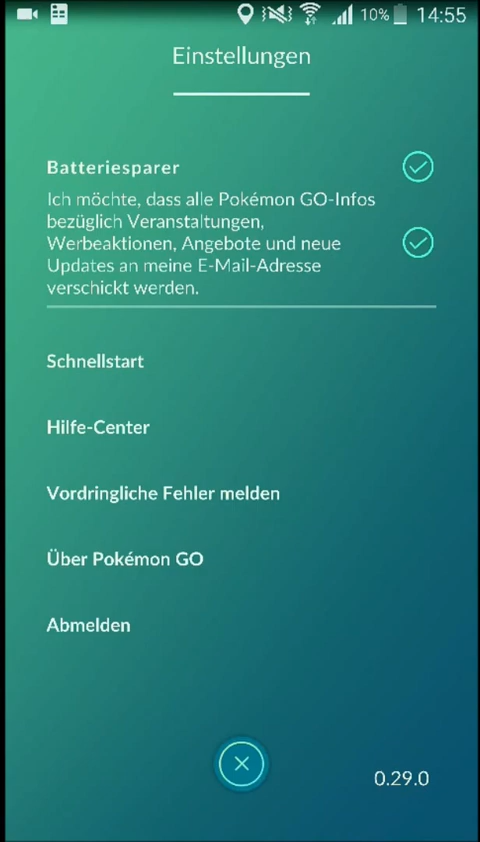 10% 14:55
Einstellungen
Batteriesparer
Ich möchte, dass alle Pokémon GO-Infos
bezüglich Veranstaltungen,
Werbeaktionen, Angebote und neue
Updates an meine E-Mail-Adresse
verschickt werden.
Schnellstart
Hilfe-Center
Vordringliche Fehler melden
Über Pokémon GO
Abmelden
0.29.0